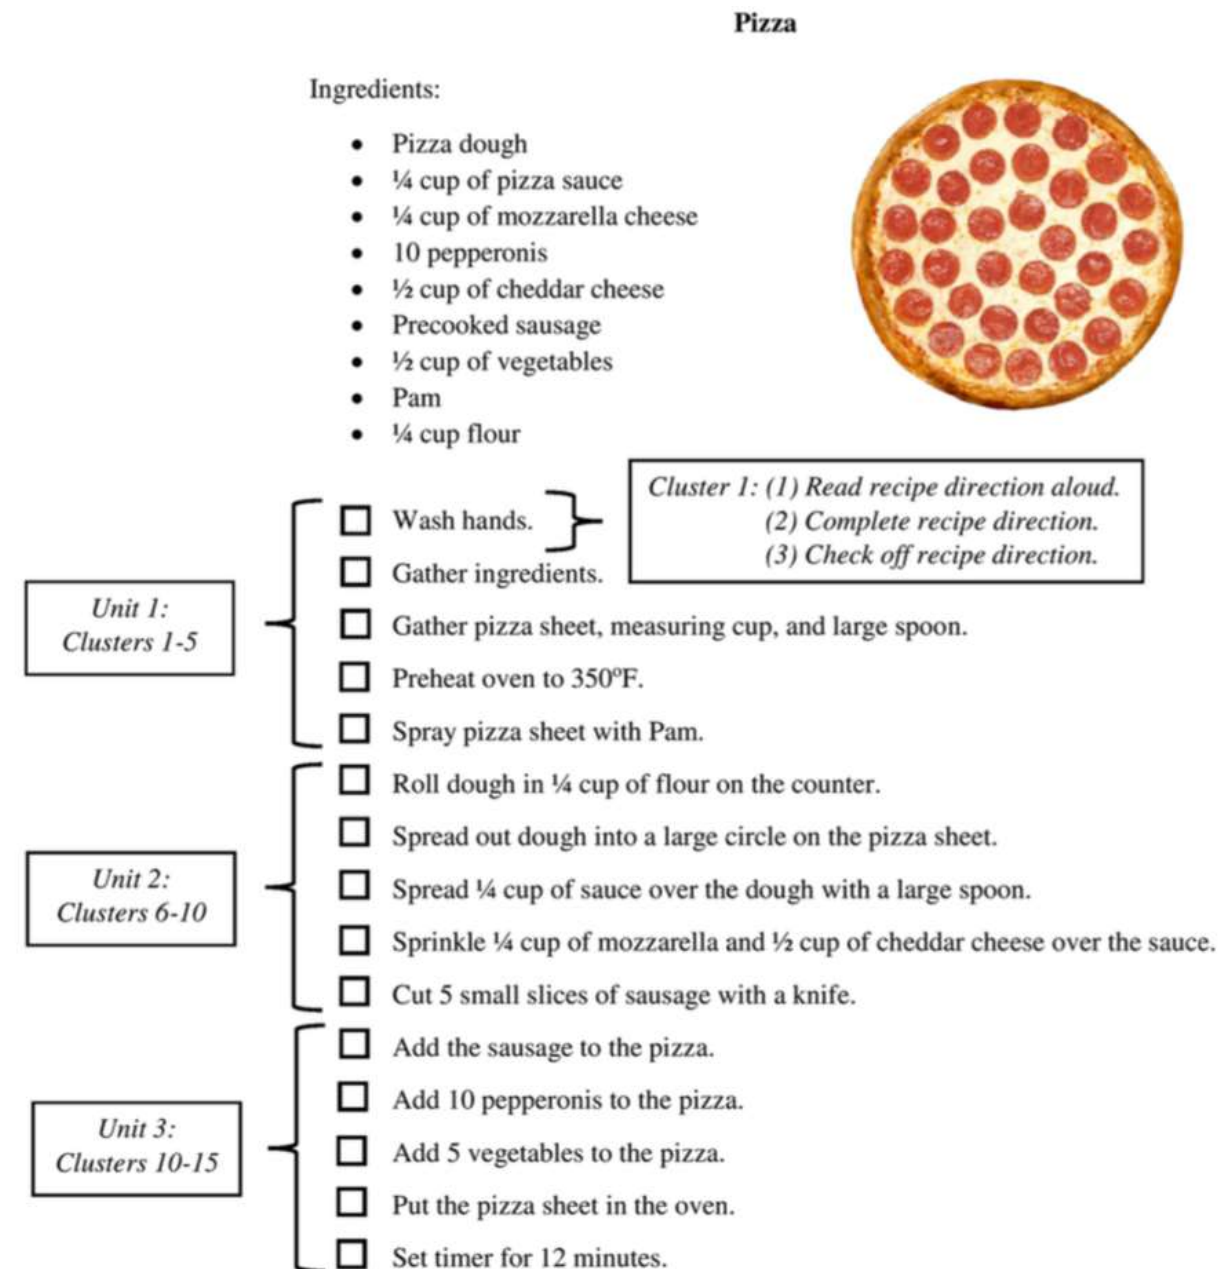 Pizza
Ingredients:
• Pizza dough
• ¼ cup of pizza sauce
• ¼ cup of mozzarella cheese
• 10 pepperonis
• ½ cup of cheddar cheese
• Precooked sausage
• ½ cup of vegetables
• Pam
• ¼ cup flour
Cluster 1: (1) Read recipe direction aloud.
(2) Complete recipe direction.
(3) Check off recipe direction.
Unit 1:
Clusters 1-5
Wash hands.
Gather ingredients.
Gather pizza sheet, measuring cup, and large spoon.
Preheat oven to 350ºF.
Spray pizza sheet with Pam.
Unit 2:
Clusters 6-10
Roll dough in ¼ cup of flour on the counter.
Spread out dough into a large circle on the pizza sheet.
Spread ¼ cup of sauce over the dough with a large spoon.
Sprinkle ¼ cup of mozzarella and ½ cup of cheddar cheese over the sauce.
Cut 5 small slices of sausage with a knife.
Unit 3:
Clusters 10-15
Add the sausage to the pizza.
Add 10 pepperonis to the pizza.
Add 5 vegetables to the pizza.
Put the pizza sheet in the oven.
Set timer for 12 minutes.